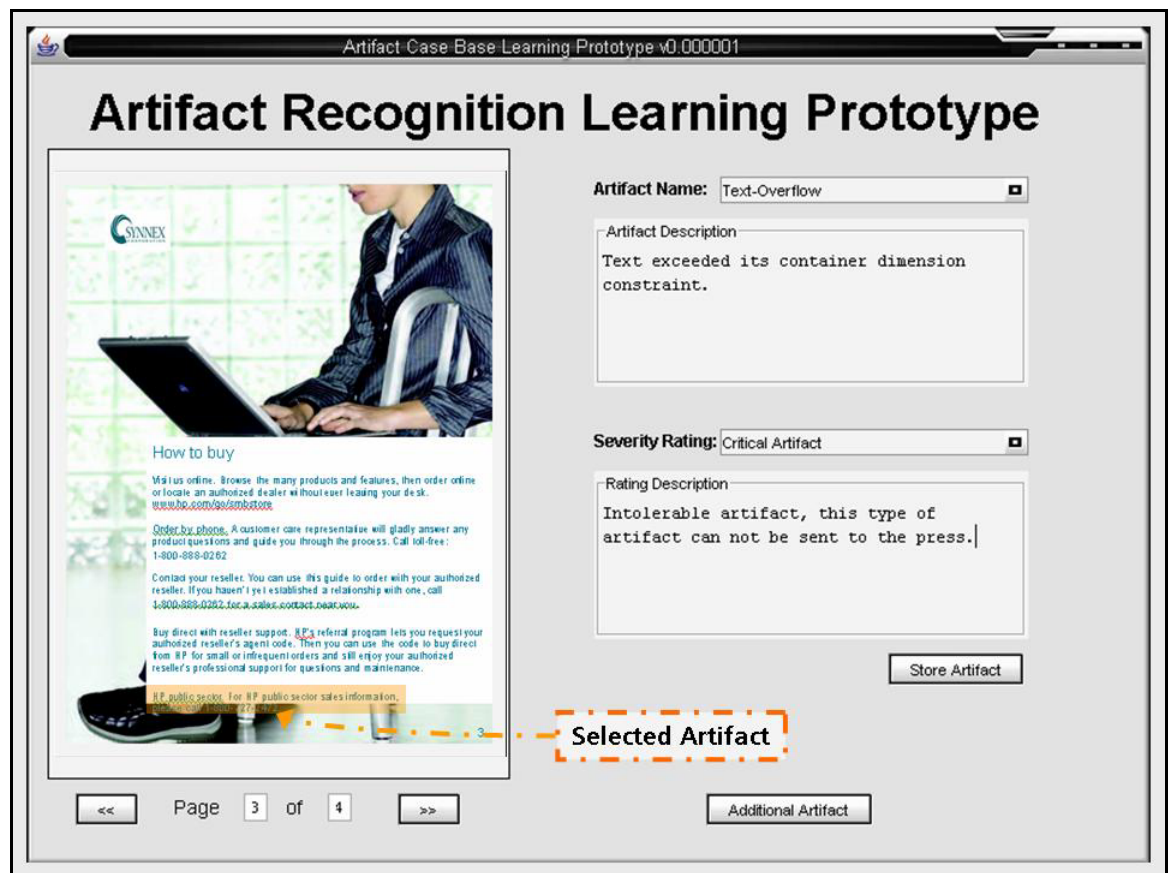 Artifact Case Base Learning Prototype v0.000001
Artifact Recognition Learning Prototype
SYNNEX
CORPORATION
How to buy
Visit us online. Browse the many products and features, then order online
or locate an authorized dealer without ever leaving your desk.
www.hp.com/go/smbstore
Order by phone. A customer care representative will gladly answer any
product questions and guide you through the process. Call toll-free:
1-800-888-0262
Contact your reseller. You can use this guide to order with your authorized
reseller. If you haven't yet established a relationship with one, call
1-800-888-0262 for a sales contact near you.
Buy direct with reseller support. HP's referral program lets you request your
authorized reseller's agent code. Then you can use the code to buy direct
from HP for small or infrequent orders and still enjoy your authorized
reseller's professional support for questions and maintenance.
HP public sector. For HP public sector sales information,
please call
3
<< Page 3 of 4 >>
Artifact Name: Text-Overflow
Artifact Description
Text exceeded its container dimension
constraint.
Severity Rating: Critical Artifact
Rating Description
Intolerable artifact, this type of
artifact can not be sent to the press.
Store Artifact
Selected Artifact
Additional Artifact